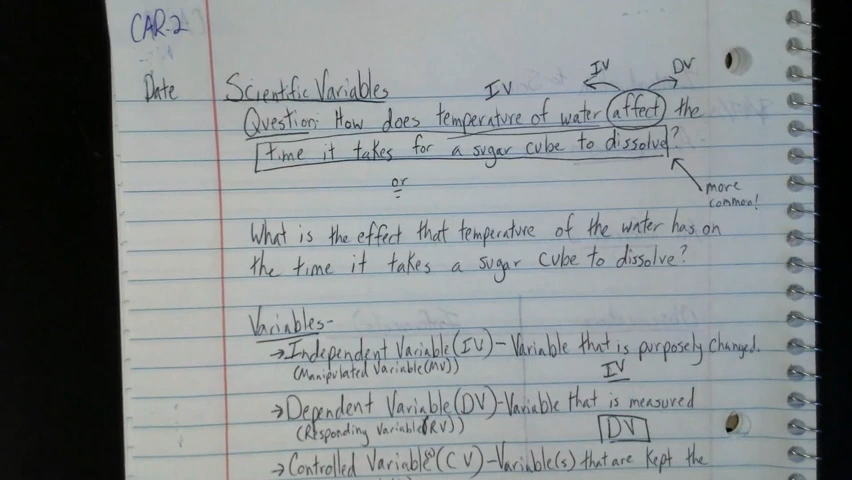 CAR-2
IV DV
Date Scientific Variables IV
Question: How does temperature of water affect the
time it takes for a sugar cube to dissolve?
or
more
common!
What is the effect that temperature of the water has on
the time it takes a sugar cube to dissolve?
Variables-
→Independent Variable(IV)-Variable that is purposely changed.
(Manipulated Variable(MV)) IV
→Dependent Variable(DV)-Variable that is measured
(Responding Variable(RV)) DV
→Controlled Variable(CV)-Variable(s) that are kept the